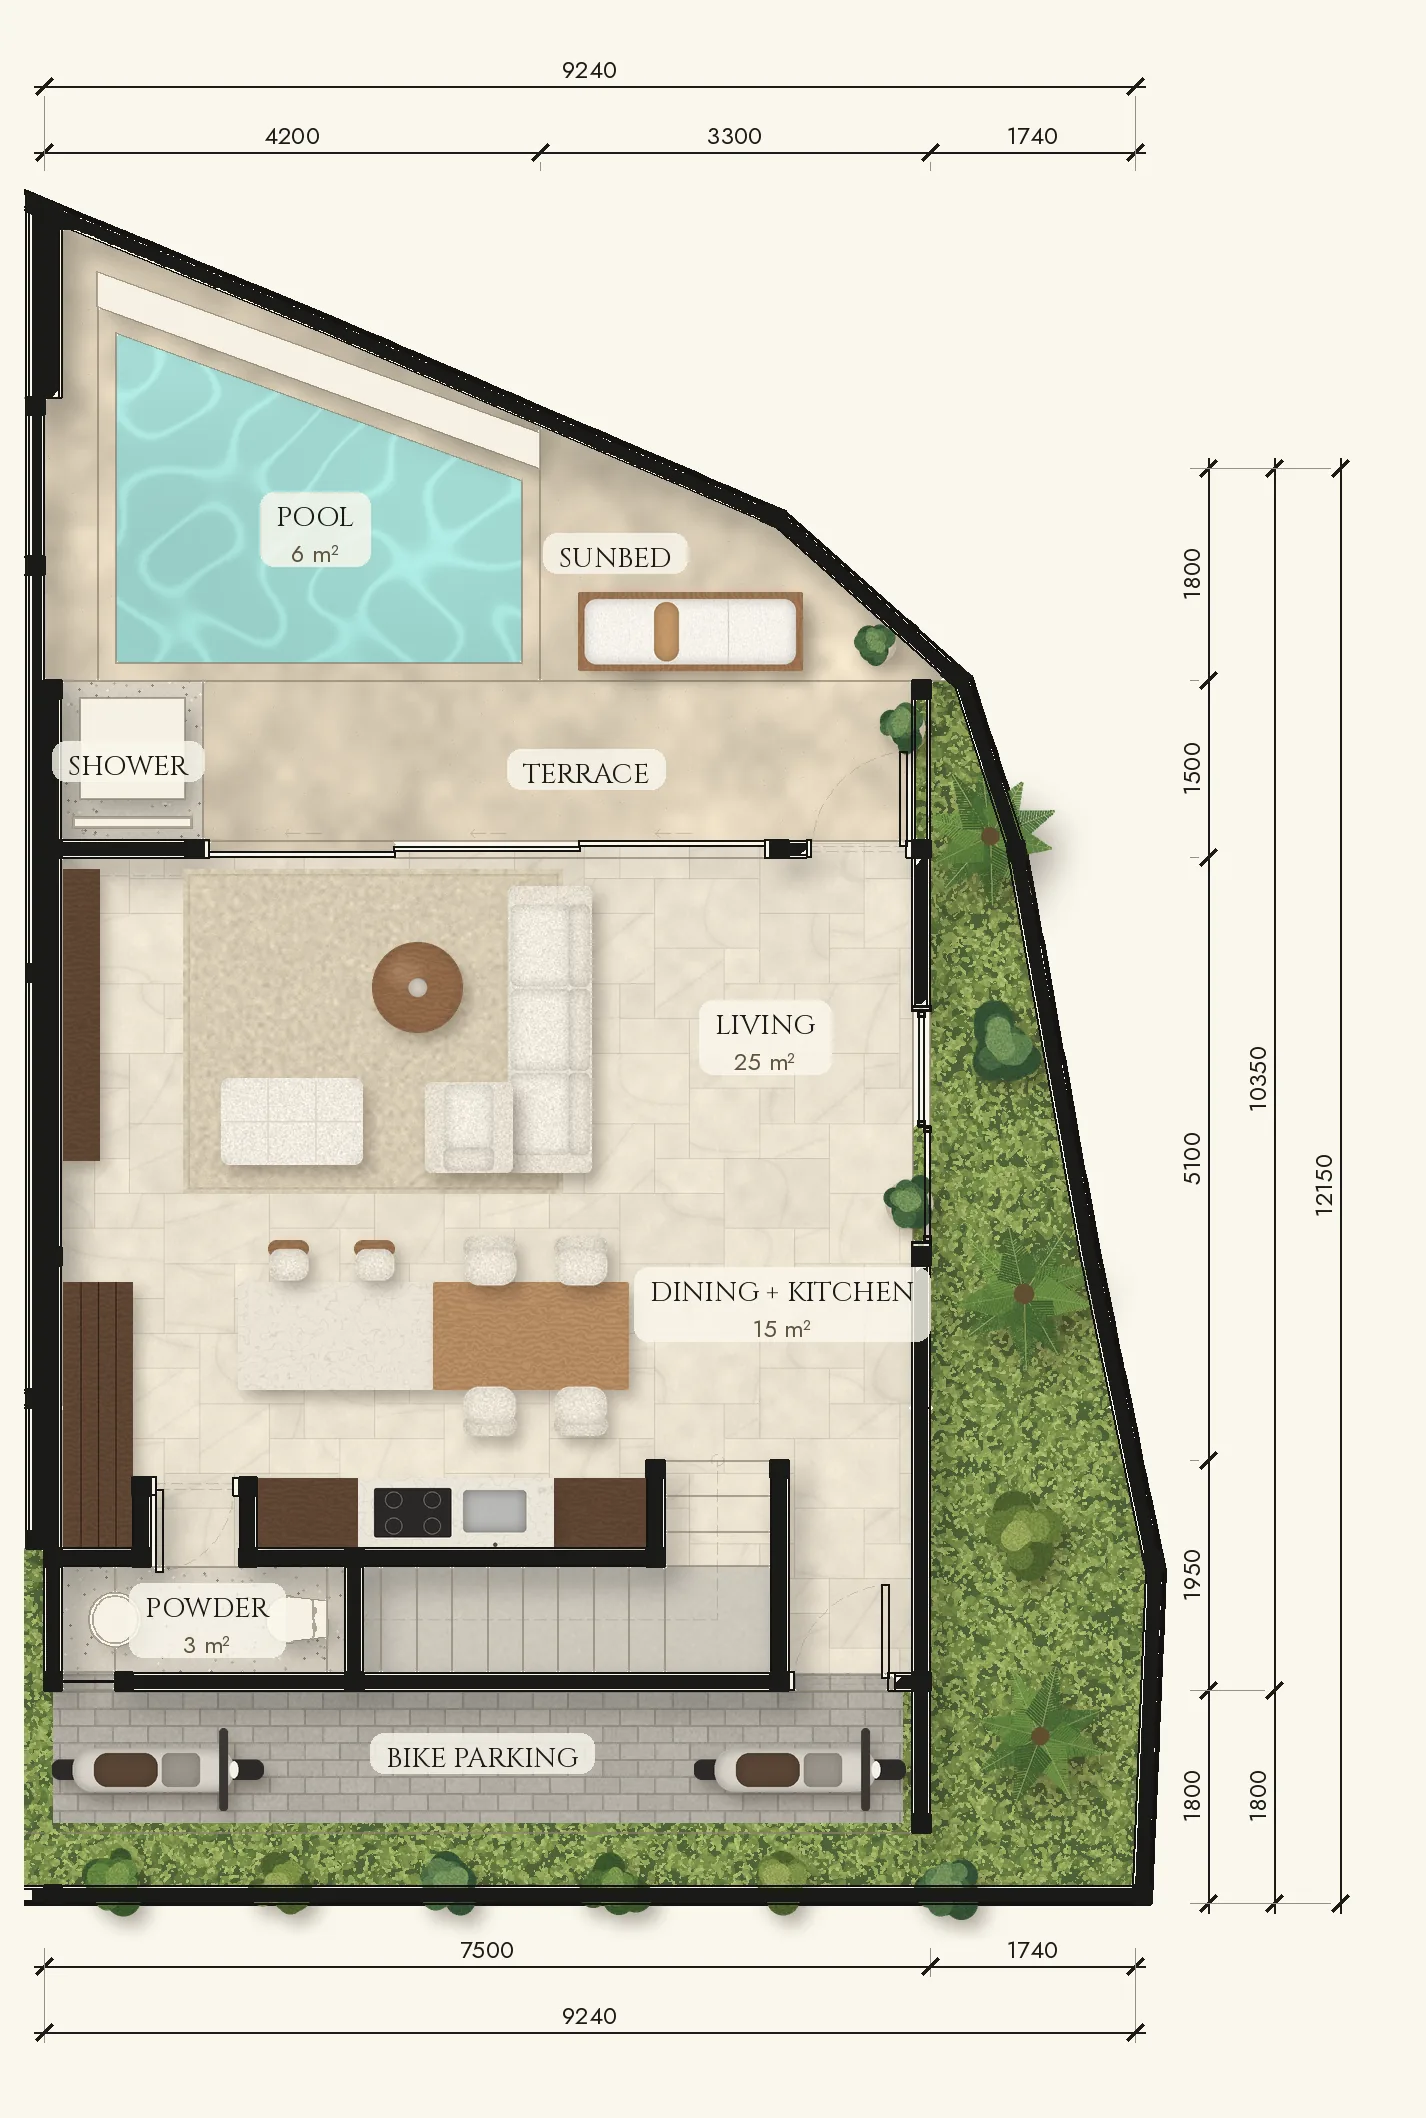 9240
4200
3300
1740
POOL
6 m²
SUNBED
1800
SHOWER
TERRACE
1500
LIVING
25 m²
10350
5100
12150
DINING + KITCHEN
15 m²
POWDER
3 m²
1950
BIKE PARKING
1800
1800
7500
1740
9240